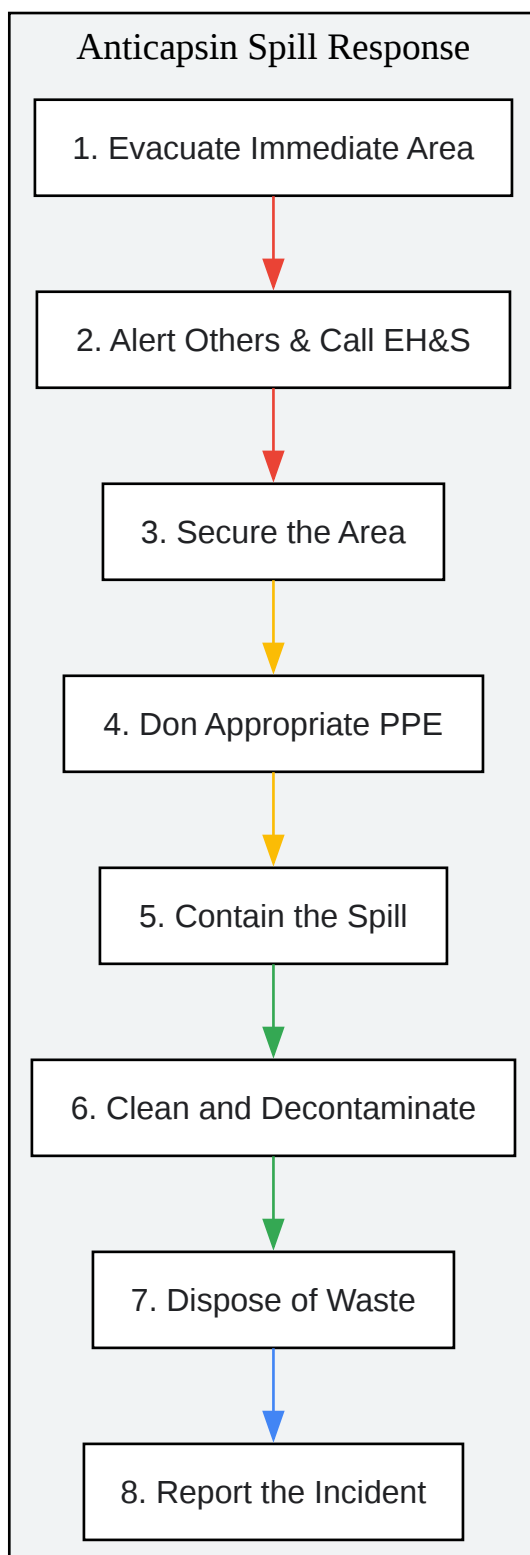 Anticapsin Spill Response
1. Evacuate Immediate Area
2. Alert Others & Call EH&S
3. Secure the Area
4. Don Appropriate PPE
5. Contain the Spill
6. Clean and Decontaminate
7. Dispose of Waste
8. Report the Incident